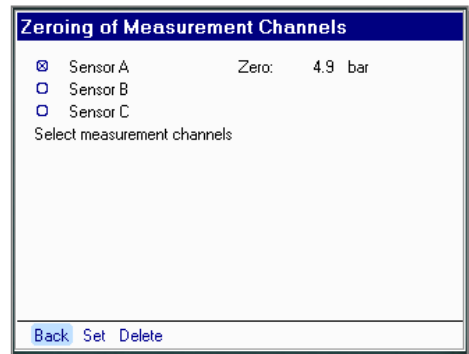 Zeroing of Measurement Channels
Sensor A Zero: 4.9 bar
Sensor B
Sensor C
Select measurement channels
Back Set Delete